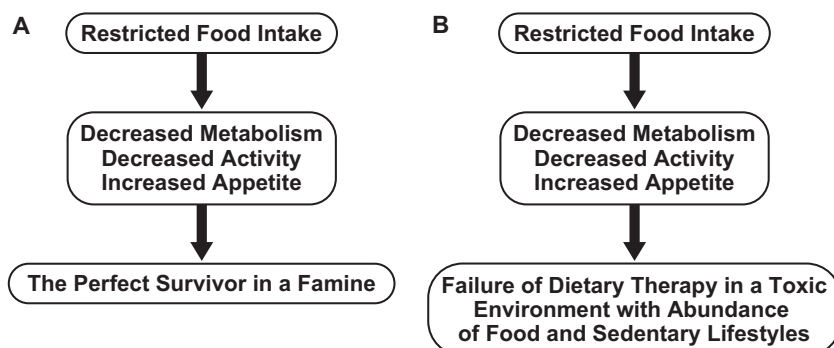 A
Restricted Food Intake
Decreased Metabolism
Decreased Activity
Increased Appetite
The Perfect Survivor in a Famine
B
Restricted Food Intake
Decreased Metabolism
Decreased Activity
Increased Appetite
Failure of Dietary Therapy in a Toxic
Environment with Abundance
of Food and Sedentary Lifestyles